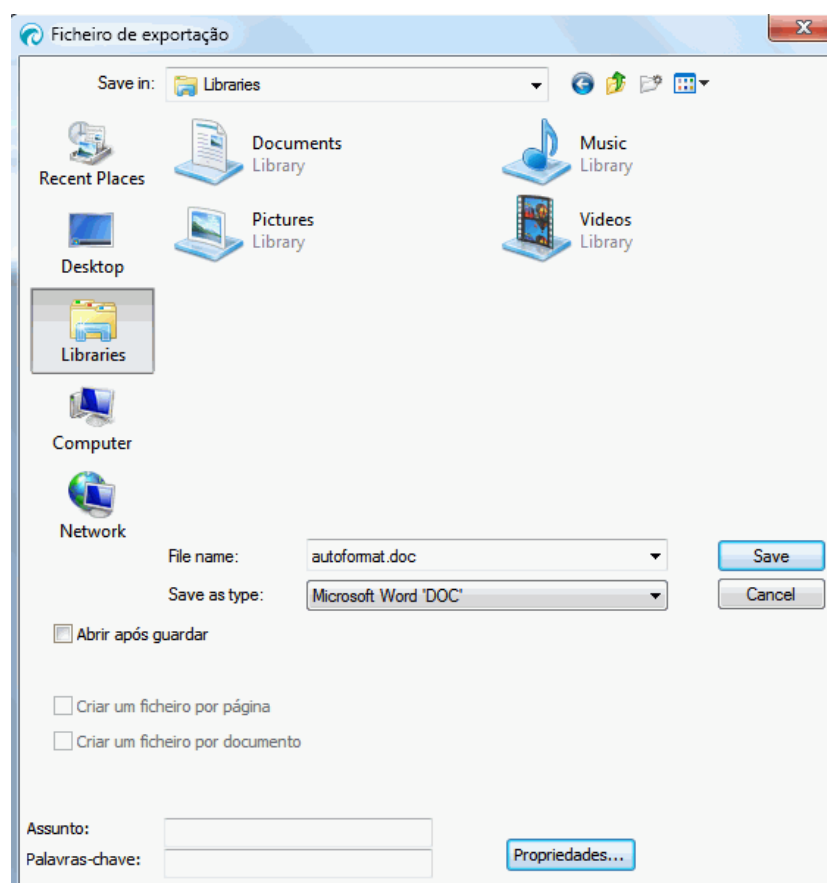 Ficheiro de exportação
Save in: Libraries
Recent Places
Desktop
Libraries
Computer
Network
Documents
Library
Music
Library
Pictures
Library
Videos
Library
File name: autoformat.doc Save
Save as type: Microsoft Word 'DOC' Cancel
Abrir após guardar
Criar um ficheiro por página
Criar um ficheiro por documento
Assunto:
Palavras-chave: Propriedades...